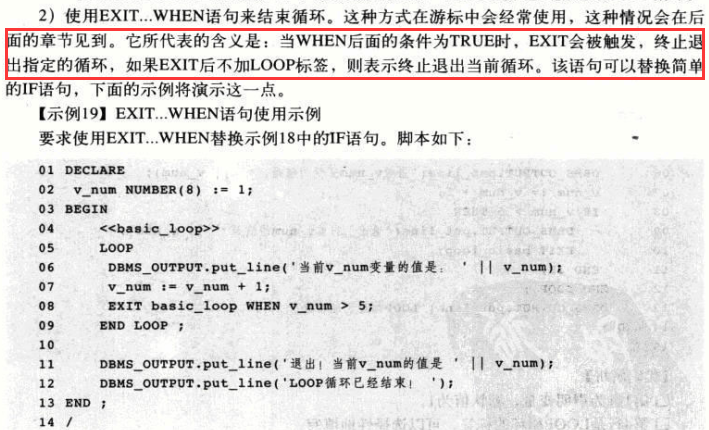 2）使用EXIT...WHEN语句来结束循环。这种方式在游标中会经常使用，这种情况会在后
面的章节见到。它所代表的含义是：当WHEN后面的条件为TRUE时，EXIT会被触发，终止退
出指定的循环，如果EXIT后不加LOOP标签，则表示终止退出当前循环。该语句可以替换简单
的IF语句，下面的示例将演示这一点。
【示例19】EXIT...WHEN语句使用示例
要求使用EXIT...WHEN替换示例18中的IF语句。脚本如下：
01 DECLARE
02 v_num NUMBER(8) := 1;
03 BEGIN
04 <<basic_loop>>
05 LOOP
06 DBMS_OUTPUT.put_line('当前v_num变量的值是： ' || v_num);
07 v_num := v_num + 1;
08 EXIT basic_loop WHEN v_num > 5;
09 END LOOP ;
10
11 DBMS_OUTPUT.put_line('退出！当前v_num的值是 ' || v_num);
12 DBMS_OUTPUT.put_line('LOOP循环已经结束！ ');
13 END ;
14 /